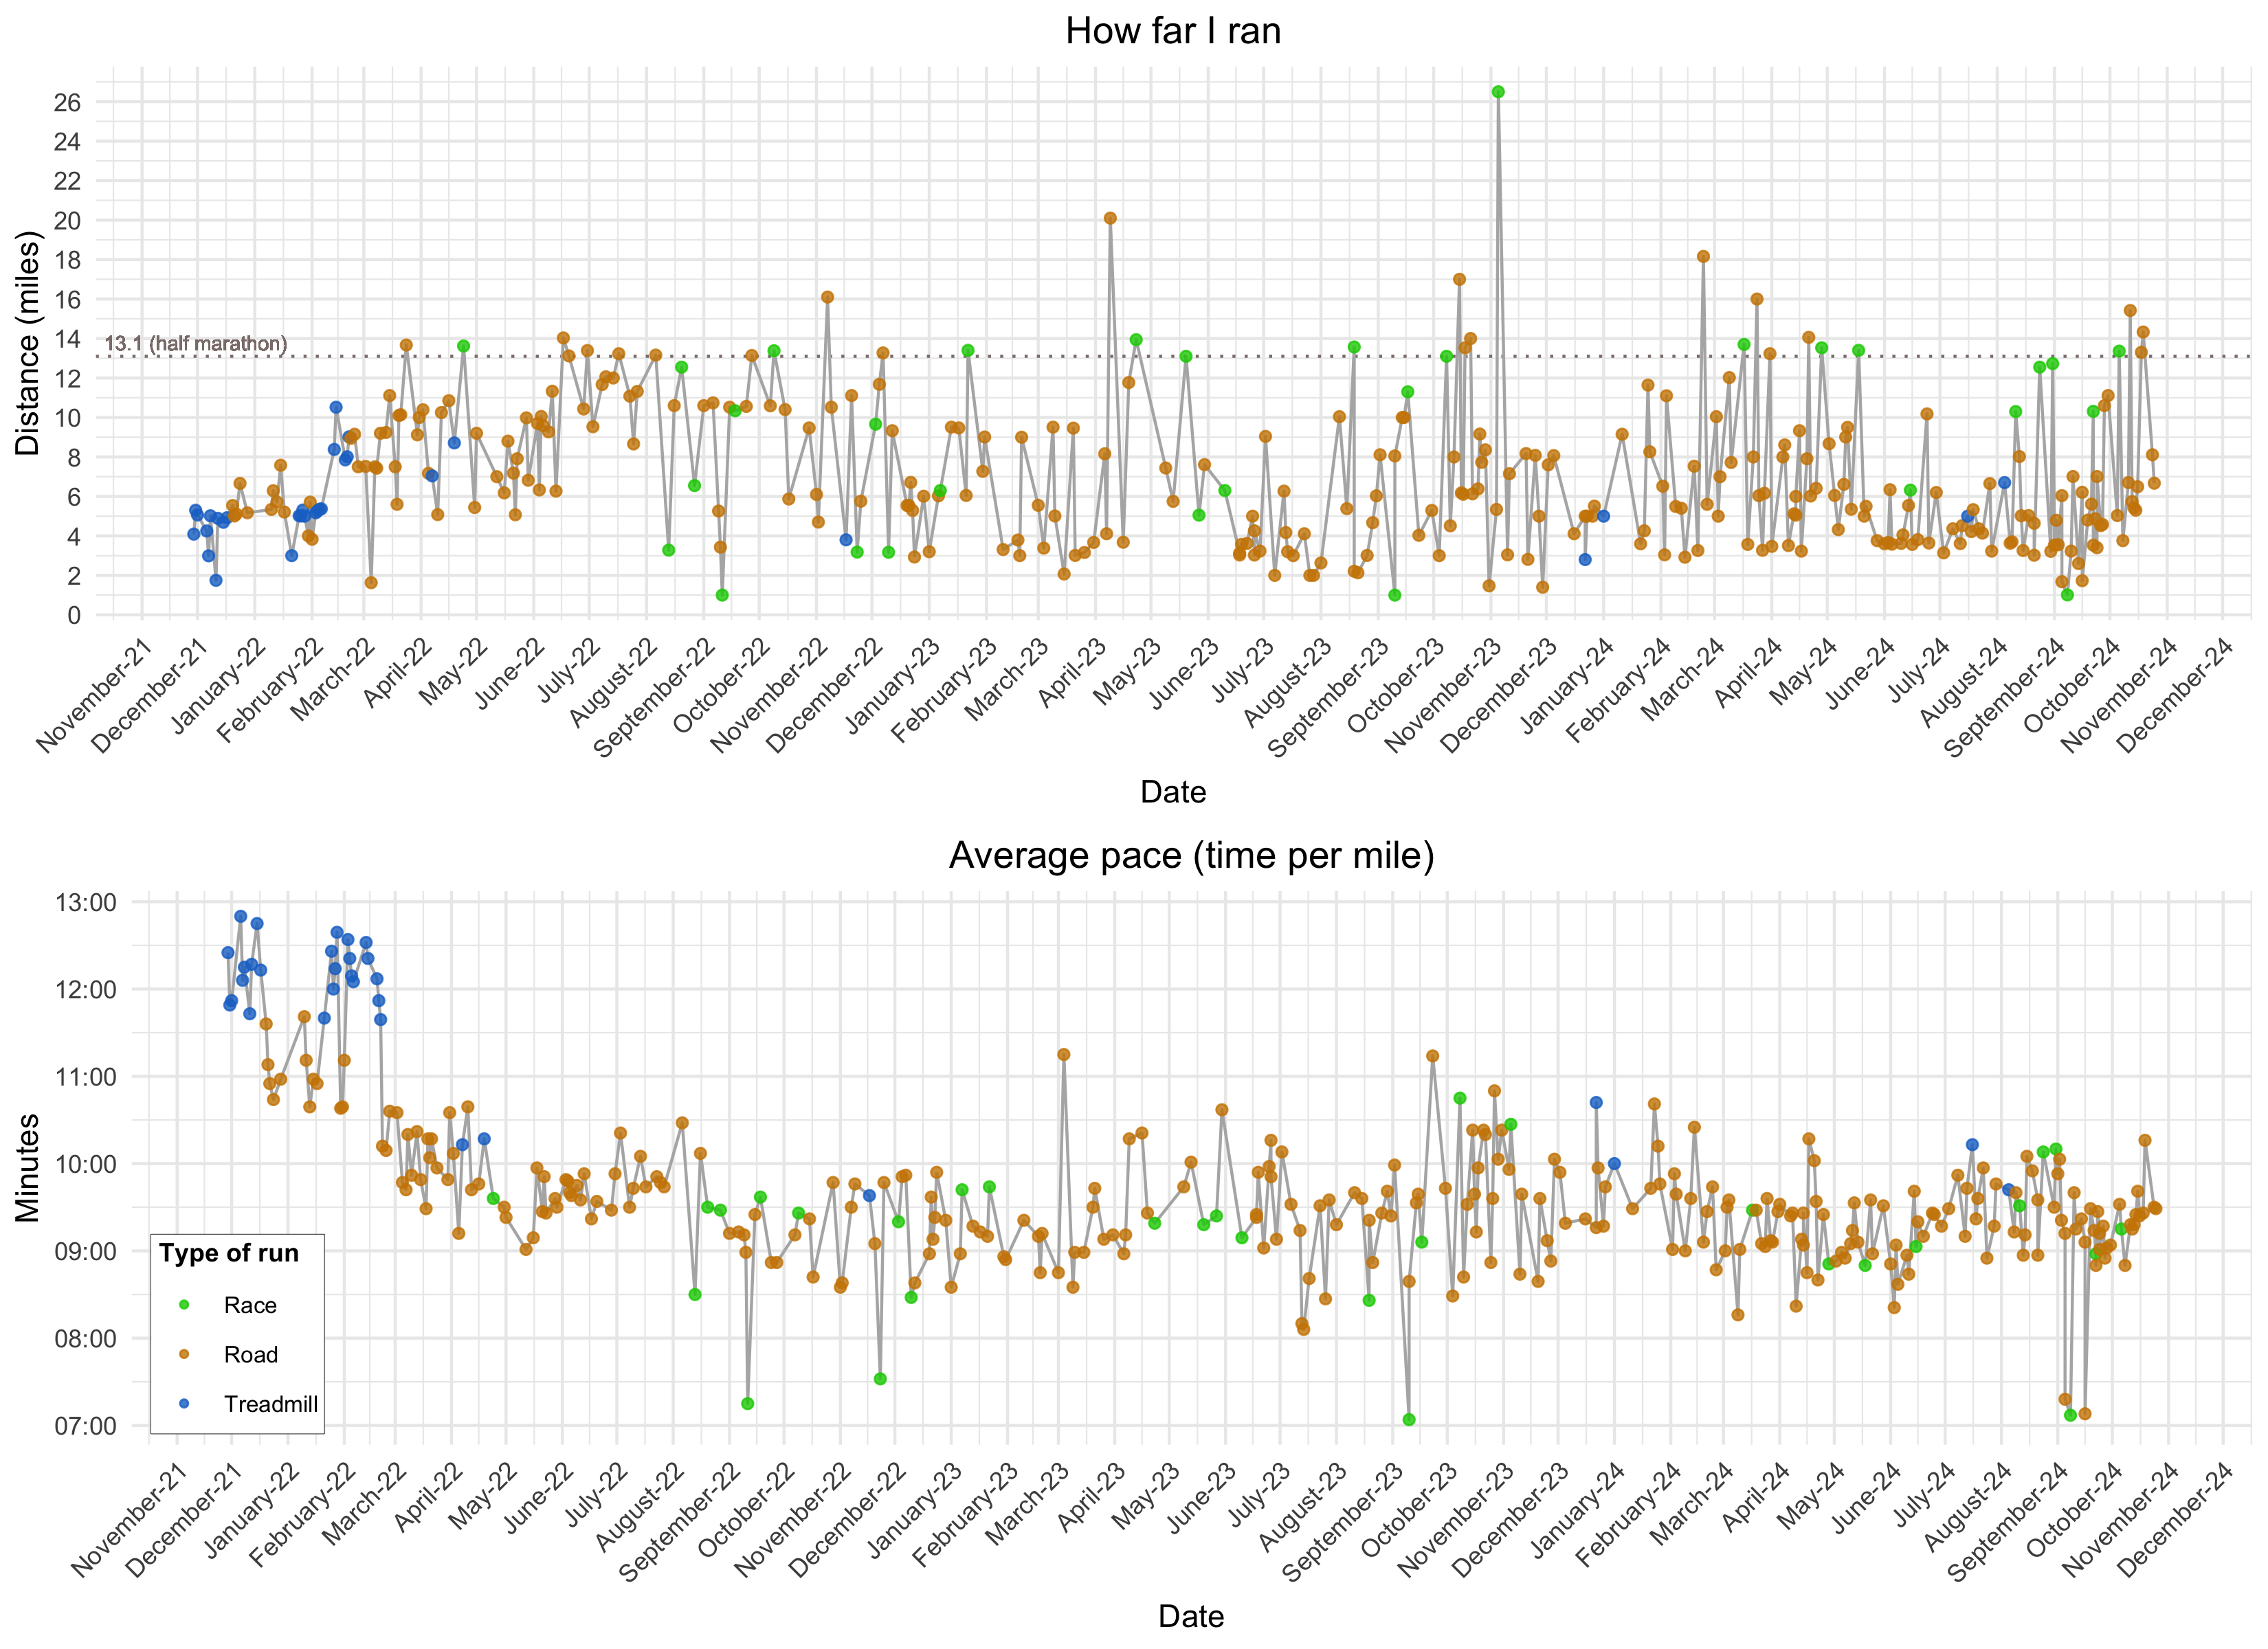 How far I ran
Distance (miles)
26
24
22
20
18
16
14
12
10
8
6
4
2
0
13.1 (half marathon)
November-21
December-21
January-22
February-22
March-22
April-22
May-22
June-22
July-22
August-22
September-22
October-22
November-22
December-22
January-23
February-23
March-23
April-23
May-23
June-23
July-23
August-23
September-23
October-23
November-23
December-23
January-24
February-24
March-24
April-24
May-24
June-24
July-24
August-24
September-24
October-24
November-24
December-24
Date
Average pace (time per mile)
Minutes
13:00
12:00
11:00
10:00
09:00
08:00
07:00
Type of run
Race
Road
Treadmill
November-21
December-21
January-22
February-22
March-22
April-22
May-22
June-22
July-22
August-22
September-22
October-22
November-22
December-22
January-23
February-23
March-23
April-23
May-23
June-23
July-23
August-23
September-23
October-23
November-23
December-23
January-24
February-24
March-24
April-24
May-24
June-24
July-24
August-24
September-24
October-24
November-24
December-24
Date